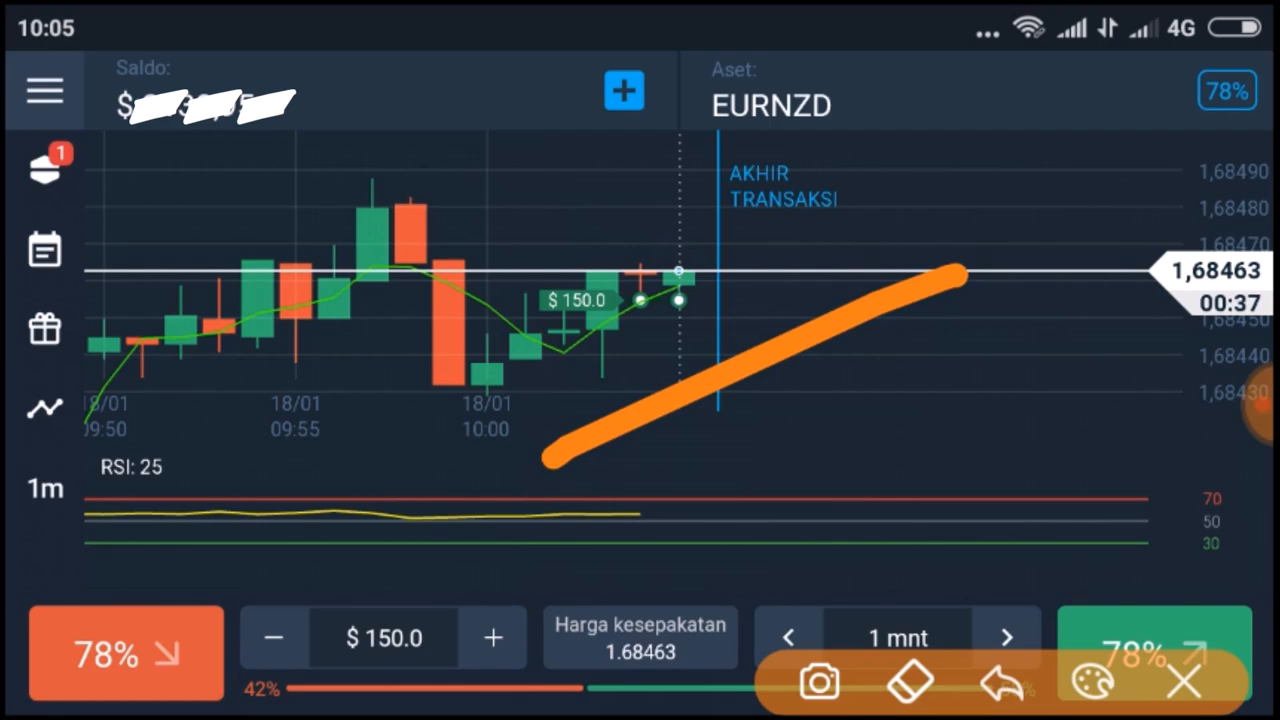 10:05
4G
Saldo:
$
Aset:
EURNZD
78%
1
AKHIR
TRANSAKSI
1,68490
1,68480
1,68470
1,68463
00:37
1,68450
1,68440
1,68430
$ 150.0
18/01
09:50
18/01
09:55
18/01
10:00
RSI: 25
1m
70
50
30
78%
−
$ 150.0
+
Harga kesepakatan
1.68463
1 mnt
78%
42%